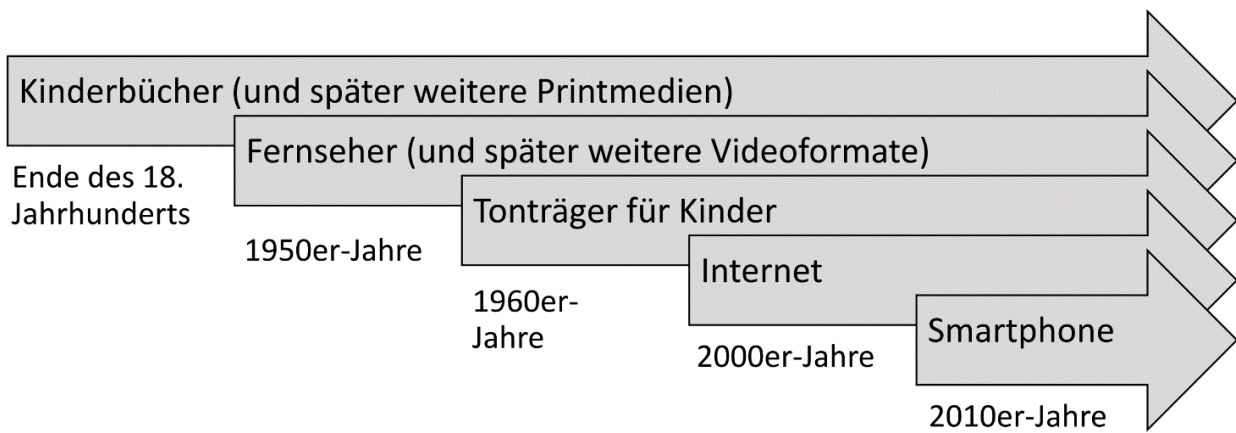 Kinderbücher (und später weitere Printmedien)
Ende des 18.
Jahrhunderts
Fernseher (und später weitere Videoformate)
1950er-Jahre
Tonträger für Kinder
1960er-
Jahre
Internet
2000er-Jahre
Smartphone
2010er-Jahre